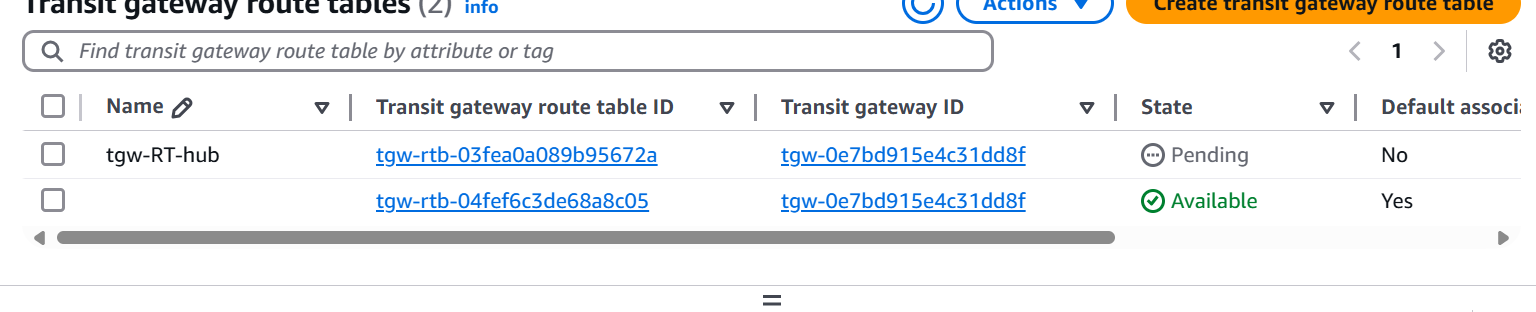 Transit gateway route tables (2) Info
Actions
Create transit gateway route table
Find transit gateway route table by attribute or tag
1
Name Transit gateway route table ID Transit gateway ID State Default associ
tgw-RT-hub tgw-rtb-03fea0a089b95672a tgw-0e7bd915e4c31dd8f Pending No
tgw-rtb-04fef6c3de68a8c05 tgw-0e7bd915e4c31dd8f Available Yes